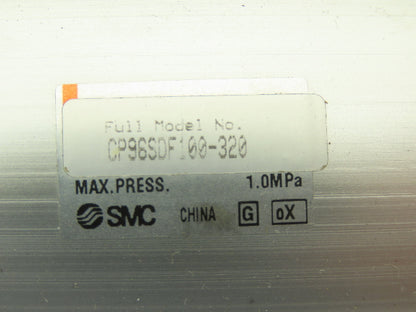 Full Model No.
CP96SDF100-320
MAX.PRESS. 1.0MPa
SMC CHINA G oX